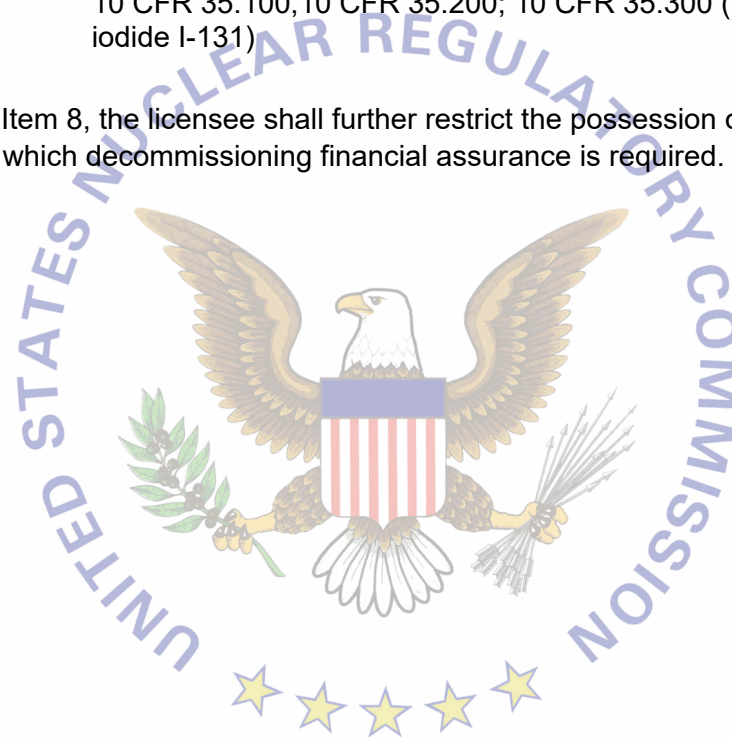 10 CFR 35.100,10 CFR 35.200; 10 CFR 35.300 (
iodide I-131)
Item 8, the licensee shall further restrict the possession o
which decommissioning financial assurance is required.
UNITED STATES NUCLEAR REGULATORY COMMISSION